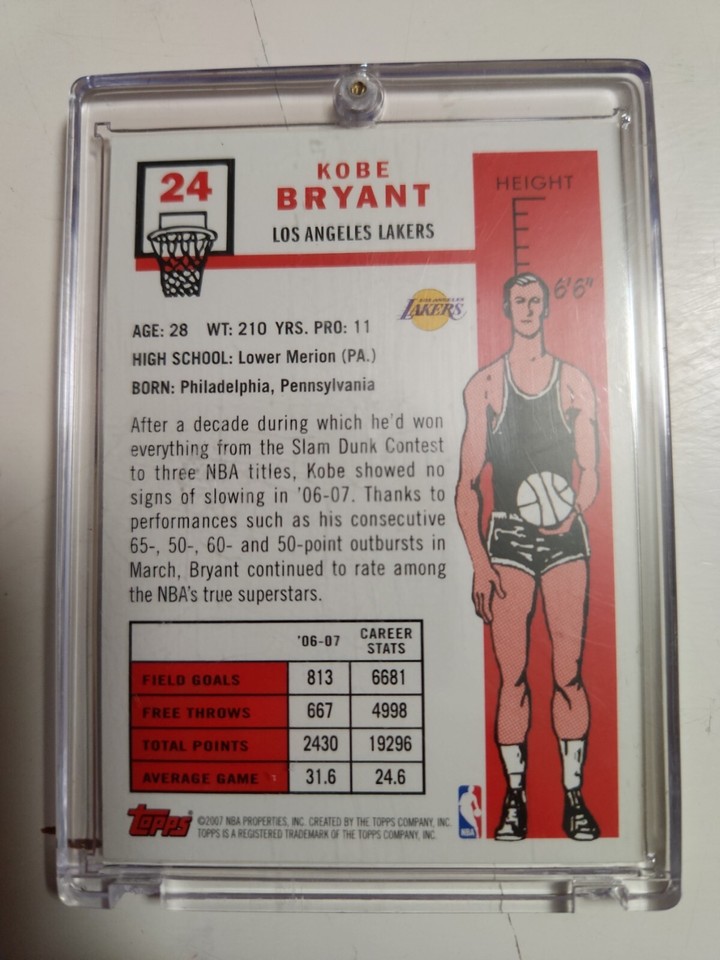 24
KOBE
BRYANT
LOS ANGELES LAKERS
HEIGHT
6'6"
LOS ANGELES
LAKERS
AGE: 28 WT: 210 YRS. PRO: 11
HIGH SCHOOL: Lower Merion (PA.)
BORN: Philadelphia, Pennsylvania
After a decade during which he'd won
everything from the Slam Dunk Contest
to three NBA titles, Kobe showed no
signs of slowing in '06-07. Thanks to
performances such as his consecutive
65-, 50-, 60- and 50-point outbursts in
March, Bryant continued to rate among
the NBA's true superstars.
'06-07 CAREER STATS
FIELD GOALS 813 6681
FREE THROWS 667 4998
TOTAL POINTS 2430 19296
AVERAGE GAME 31.6 24.6
Topps
©2007 NBA PROPERTIES, INC. CREATED BY THE TOPPS COMPANY, INC.
TOPPS IS A REGISTERED TRADEMARK OF THE TOPPS COMPANY, INC.
NBA